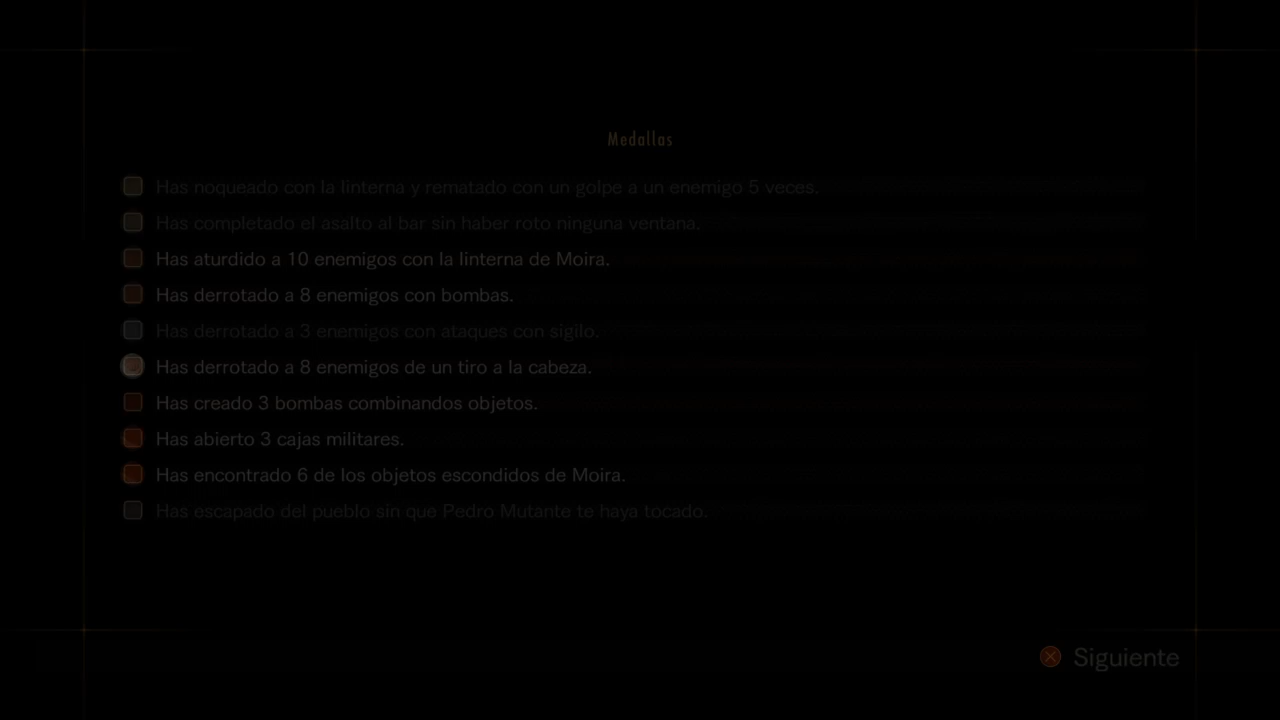 Medallas
Has noqueado con la linterna y rematado con un golpe a un enemigo 5 veces.
Has completado el asalto al bar sin haber roto ninguna ventana.
Has aturdido a 10 enemigos con la linterna de Moira.
Has derrotado a 8 enemigos con bombas.
Has derrotado a 3 enemigos con ataques con sigilo.
Has derrotado a 8 enemigos de un tiro a la cabeza.
Has creado 3 bombas combinandos objetos.
Has abierto 3 cajas militares.
Has encontrado 6 de los objetos escondidos de Moira.
Has escapado del pueblo sin que Pedro Mutante te haya tocado.
Siguiente